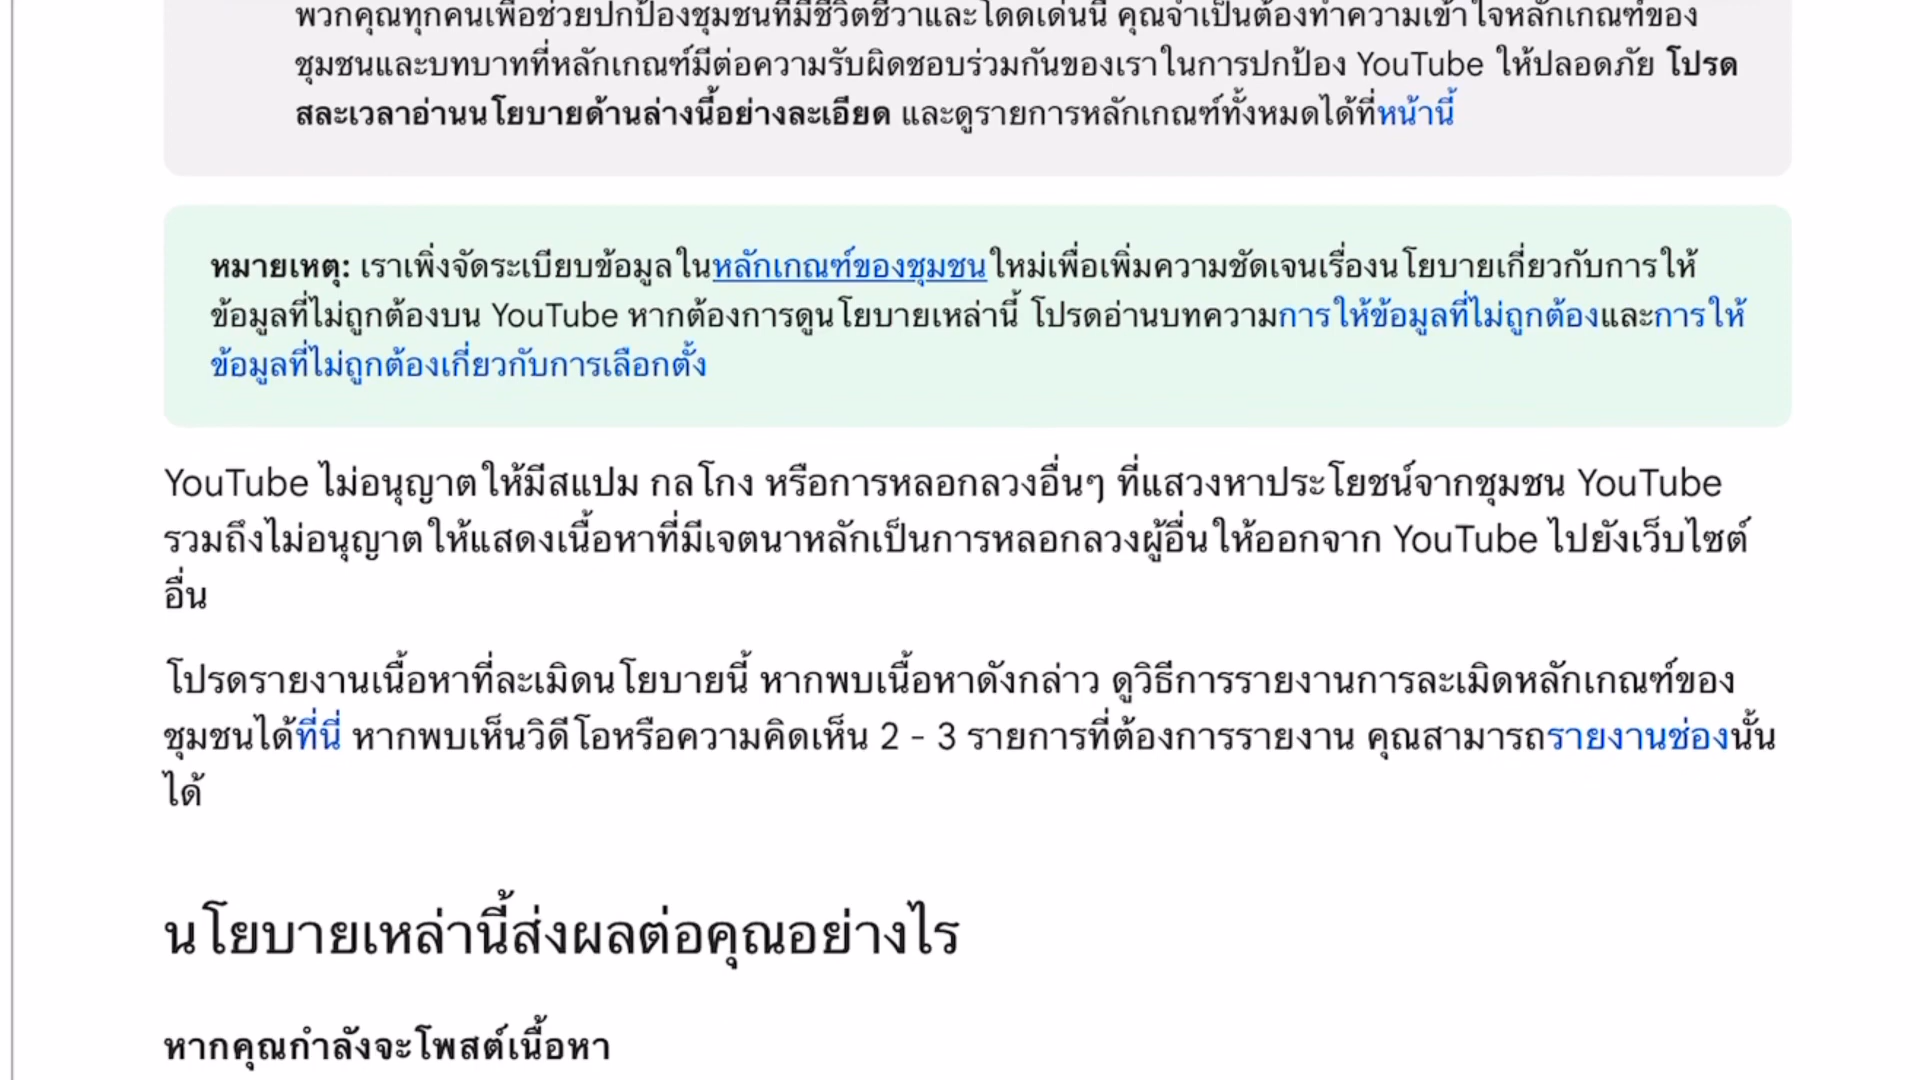 พวกคุณทุกคนเพื่อช่วยปกป้องชุมชนที่มีชีวิตชีวาและโดดเด่นนี้ คุณจำเป็นต้องทำความเข้าใจหลักเกณฑ์ของ
ชุมชนและบทบาทที่หลักเกณฑ์มีต่อความรับผิดชอบร่วมกันของเราในการปกป้อง YouTube ให้ปลอดภัย โปรด
สละเวลาอ่านนโยบายด้านล่างนี้อย่างละเอียด และดูรายการหลักเกณฑ์ทั้งหมดได้ที่หน้านี้
หมายเหตุ: เราเพิ่งจัดระเบียบข้อมูลในหลักเกณฑ์ของชุมชนใหม่เพื่อเพิ่มความชัดเจนเรื่องนโยบายเกี่ยวกับการให้
ข้อมูลที่ไม่ถูกต้องบน YouTube หากต้องการดูนโยบายเหล่านี้ โปรดอ่านบทความการให้ข้อมูลที่ไม่ถูกต้องและการให้
ข้อมูลที่ไม่ถูกต้องเกี่ยวกับการเลือกตั้ง
YouTube ไม่อนุญาตให้มีสแปม กลโกง หรือการหลอกลวงอื่นๆ ที่แสวงหาประโยชน์จากชุมชน YouTube
รวมถึงไม่อนุญาตให้แสดงเนื้อหาที่มีเจตนาหลักเป็นการหลอกลวงผู้อื่นให้ออกจาก YouTube ไปยังเว็บไซต์
อื่น
โปรดรายงานเนื้อหาที่ละเมิดนโยบายนี้ หากพบเนื้อหาดังกล่าว ดูวิธีการรายงานการละเมิดหลักเกณฑ์ของ
ชุมชนได้ที่นี่ หากพบเห็นวิดีโอหรือความคิดเห็น 2 - 3 รายการที่ต้องการรายงาน คุณสามารถรายงานช่องนั้น
ได้
นโยบายเหล่านี้ส่งผลต่อคุณอย่างไร
หากคุณกำลังจะโพสต์เนื้อหา